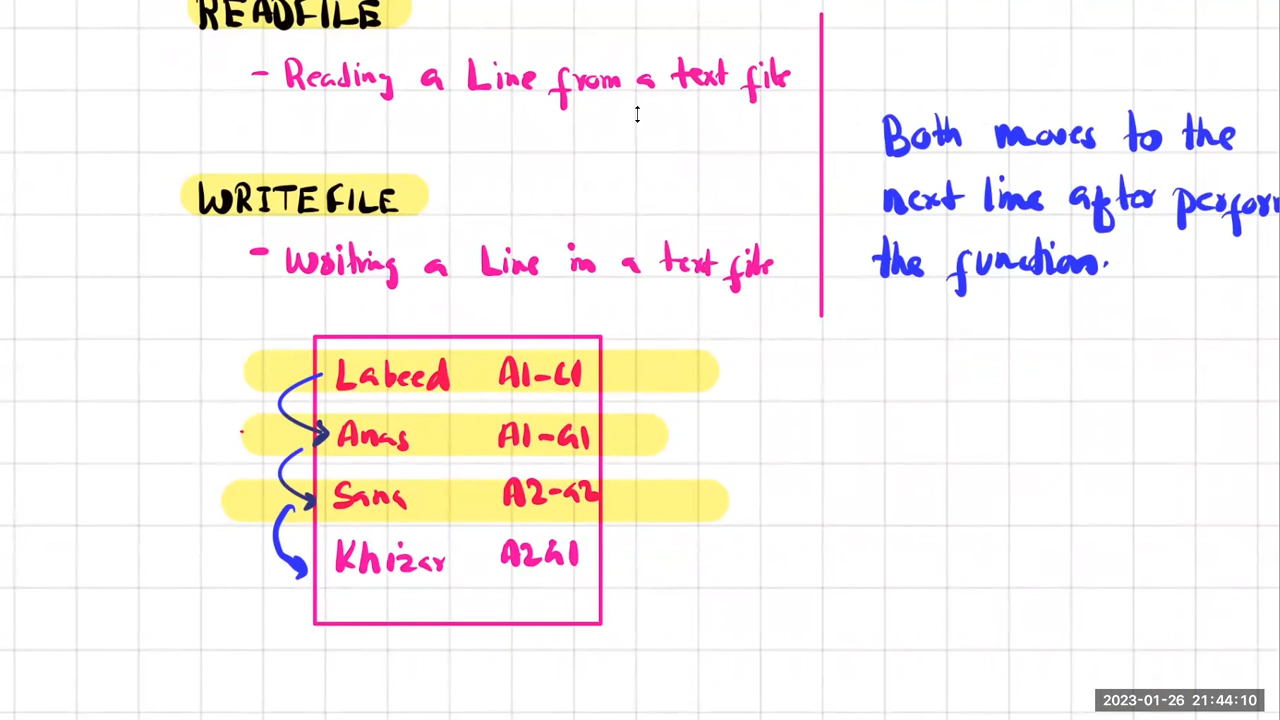 READFILE
- Reading a Line from a text file
WRITEFILE
- Writing a Line in a text file
Both moves to the
next line after perform
the function.
Labeed A1-G1
Anas A1-G1
Sana A2-G2
Khizar A2G1
2023-01-26 21:44:10